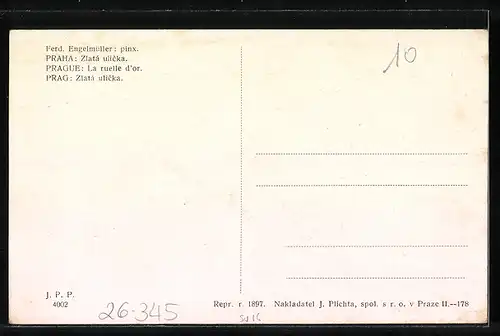 Ferd. Engelmüller: pinx.
PRAHA: Zlatá ulička.
PRAGUE: La ruelle d'or.
PRAG: Zlatá ulička.
10
J. P. P.
4002
26-345
Repr. r. 1897. Nakladatel J. Plichta, spol. s r. o. v Praze II.--178